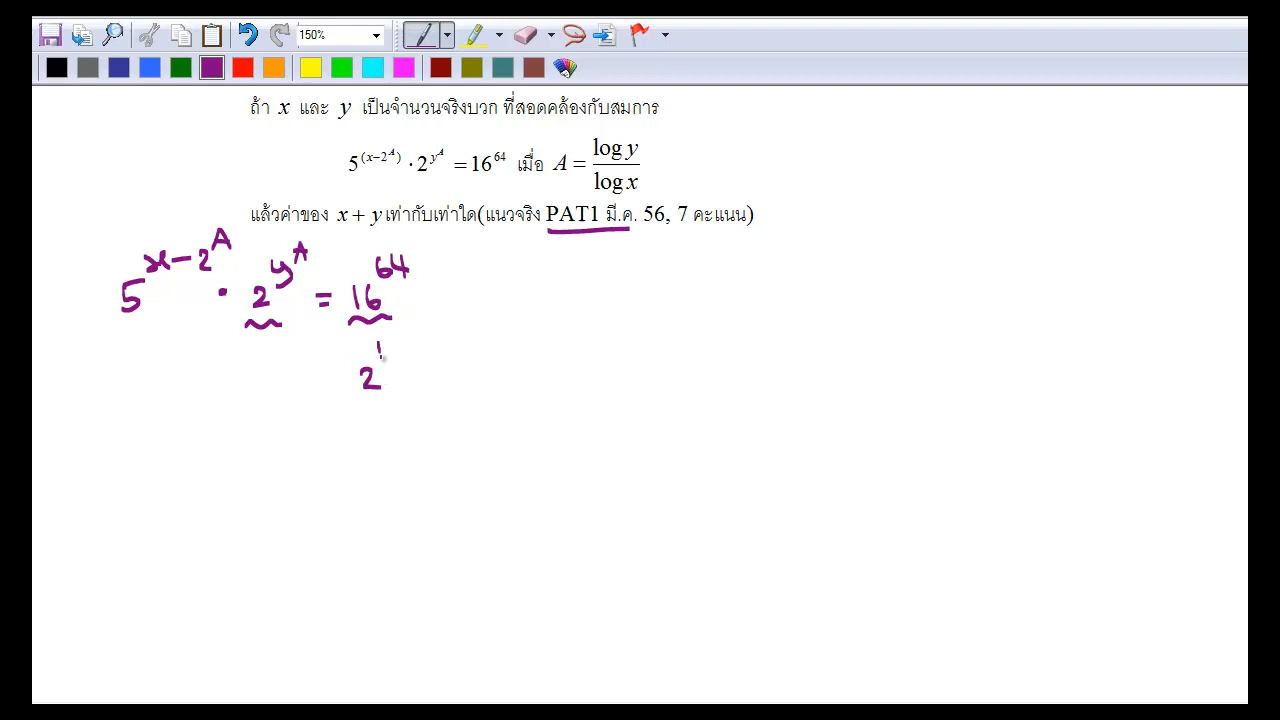 150%
ถ้า x และ y เป็นจำนวนจริงบวก ที่สอดคล้องกับสมการ
5^(x−2^A) · 2^y^A = 16^64 เมื่อ A = log y / log x
แล้วค่าของ x + y เท่ากับเท่าใด(แนวจริง PAT1 มี.ค. 56, 7 คะแนน)
5^x−2^A · 2^y^A = 16^64
2